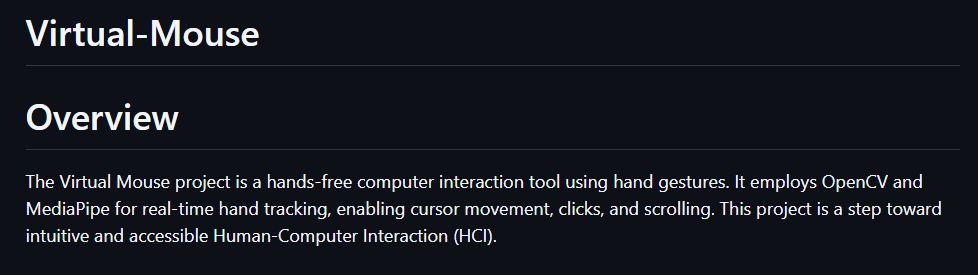 Virtual-Mouse
Overview
The Virtual Mouse project is a hands-free computer interaction tool using hand gestures. It employs OpenCV and
MediaPipe for real-time hand tracking, enabling cursor movement, clicks, and scrolling. This project is a step toward
intuitive and accessible Human-Computer Interaction (HCI).